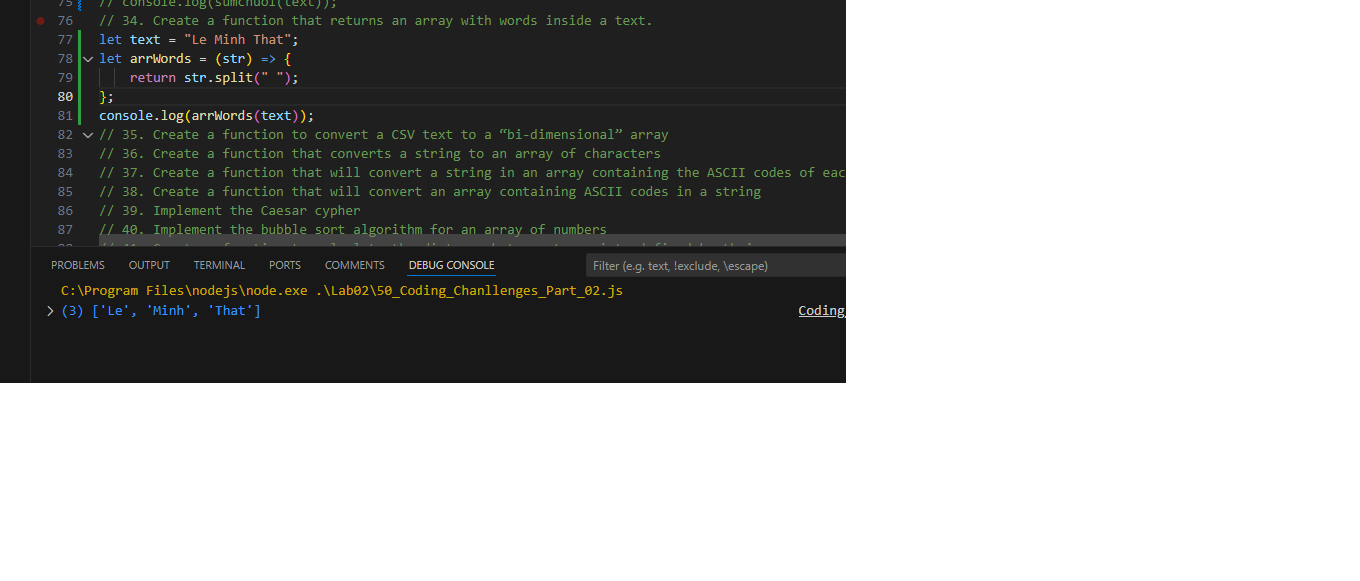 75 // console.log(sumchuoi(text));
76 // 34. Create a function that returns an array with words inside a text.
77 let text = "Le Minh That";
78 let arrWords = (str) => {
79 return str.split(" ");
80 };
81 console.log(arrWords(text));
82 // 35. Create a function to convert a CSV text to a “bi-dimensional” array
83 // 36. Create a function that converts a string to an array of characters
84 // 37. Create a function that will convert a string in an array containing the ASCII codes of eac
85 // 38. Create a function that will convert an array containing ASCII codes in a string
86 // 39. Implement the Caesar cypher
87 // 40. Implement the bubble sort algorithm for an array of numbers
PROBLEMS OUTPUT TERMINAL PORTS COMMENTS DEBUG CONSOLE Filter (e.g. text, !exclude, \escape)
C:\Program Files\nodejs\node.exe .\Lab02\50_Coding_Chanllenges_Part_02.js
(3) ['Le', 'Minh', 'That'] Coding